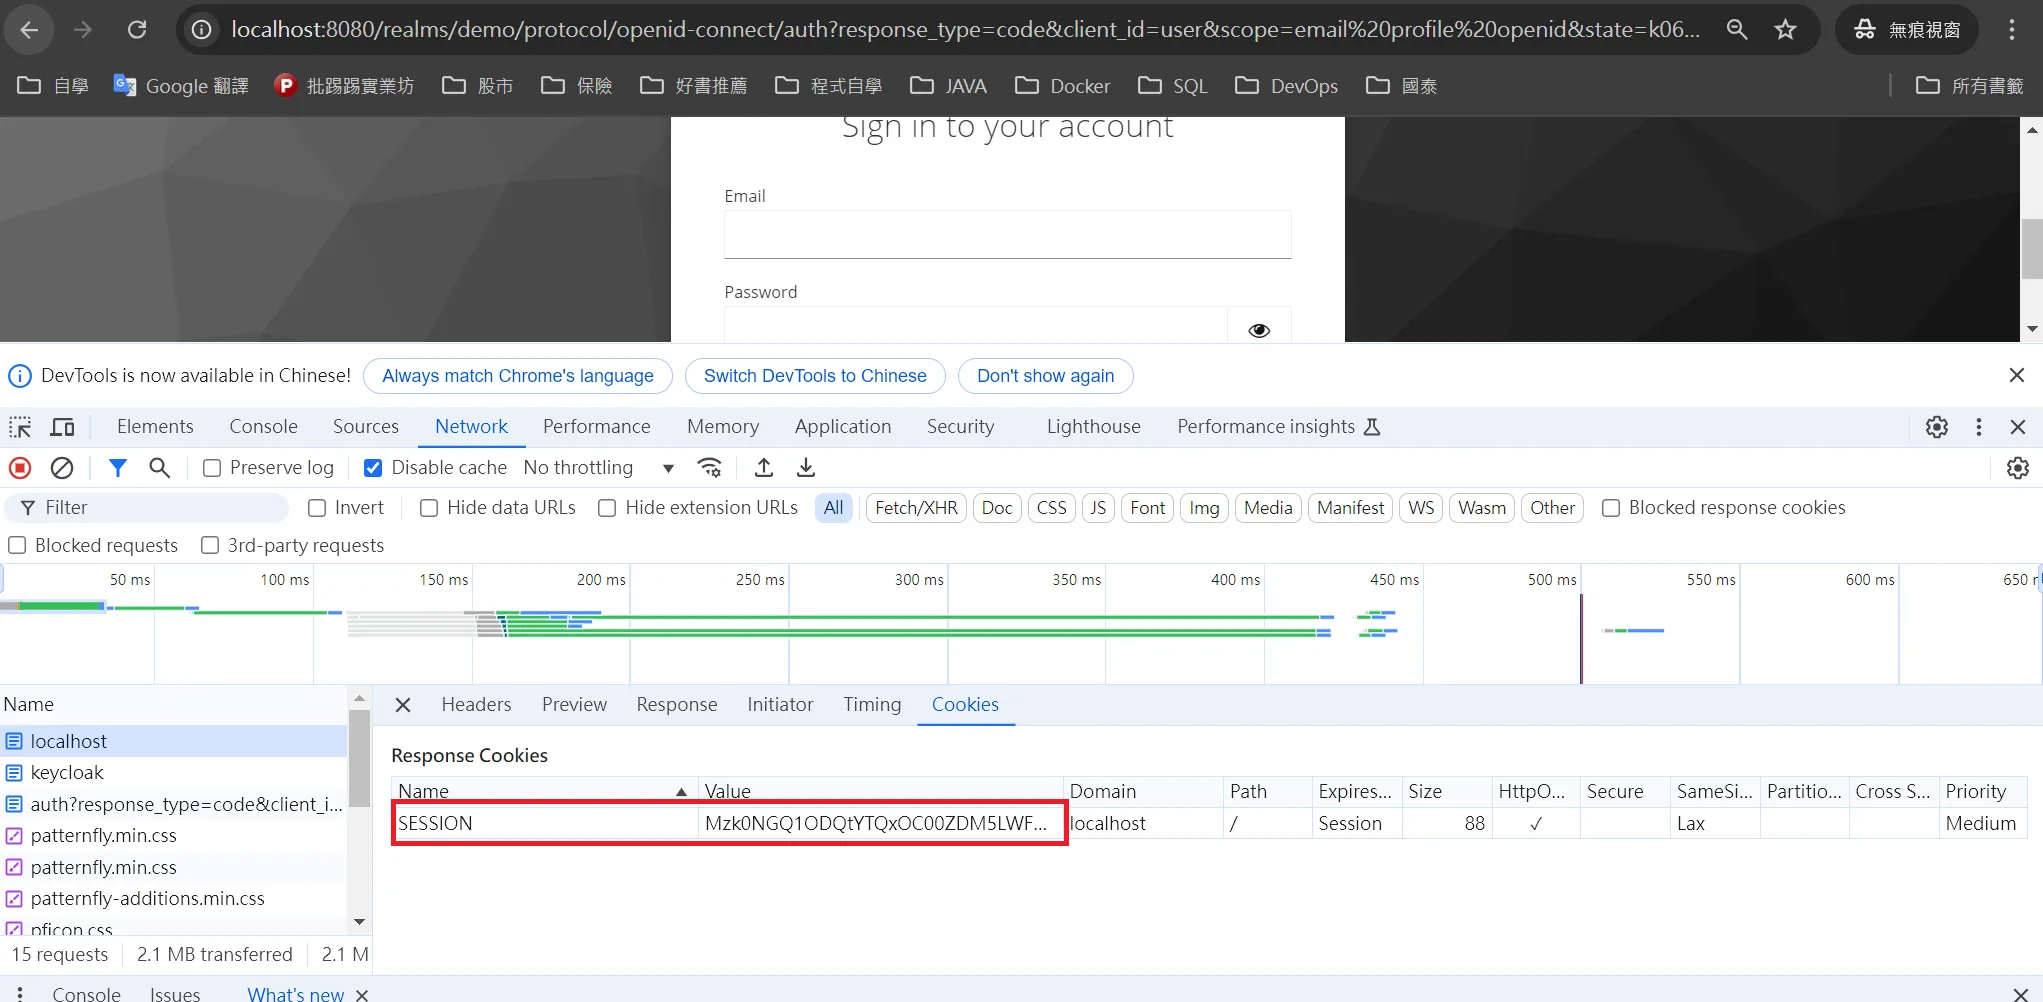 localhost:8080/realms/demo/protocol/openid-connect/auth?response_type=code&client_id=user&scope=email%20profile%20openid&state=k06... 無痕視窗
自學 Google 翻譯 批踢踢實業坊 股市 保險 好書推薦 程式自學 JAVA Docker SQL DevOps 國泰 所有書籤
Sign in to your account
Email
Password
DevTools is now available in Chinese! Always match Chrome's language Switch DevTools to Chinese Don't show again
Elements Console Sources Network Performance Memory Application Security Lighthouse Performance insights
Preserve log Disable cache No throttling
Filter Invert Hide data URLs Hide extension URLs All Fetch/XHR Doc CSS JS Font Img Media Manifest WS Wasm Other Blocked response cookies
Blocked requests 3rd-party requests
50 ms 100 ms 150 ms 200 ms 250 ms 300 ms 350 ms 400 ms 450 ms 500 ms 550 ms 600 ms 650 r
Name Headers Preview Response Initiator Timing Cookies
localhost
keycloak
auth?response_type=code&client_i...
patternfly.min.css
patternfly.min.css
patternfly-additions.min.css
pficon.css
Response Cookies
Name Value Domain Path Expires... Size HttpO... Secure SameSi... Partitio... Cross S... Priority
SESSION Mzk0NGQ1ODQtYTQxOC00ZDM5LWF... localhost / Session 88 ✓ Lax Medium
15 requests 2.1 MB transferred 2.1 M
Console Issues What's new